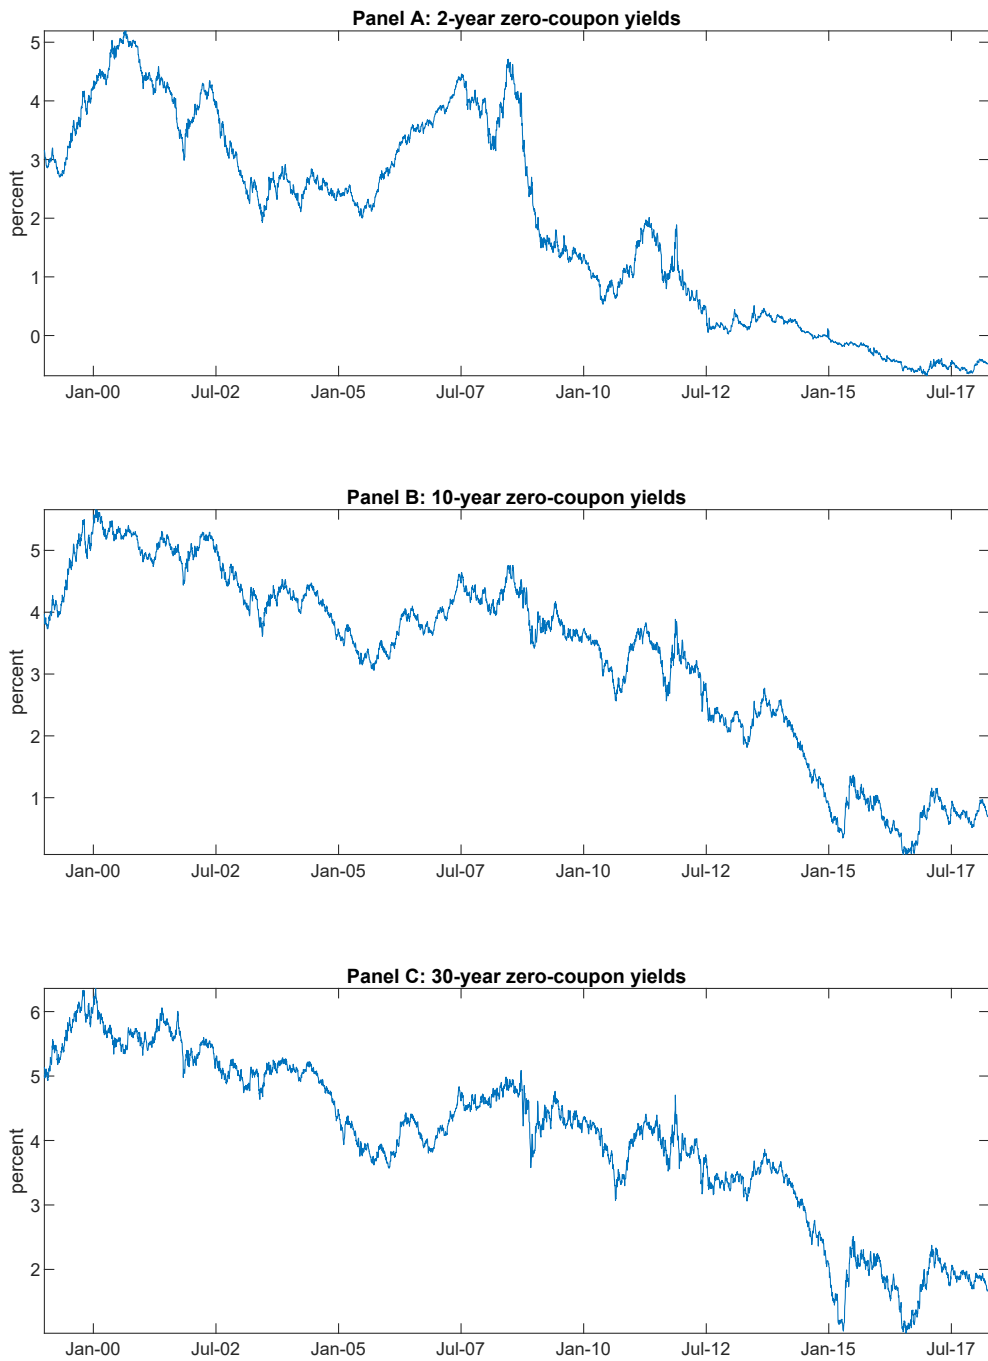 Panel A: 2-year zero-coupon yields
5
4
3
2
1
0
percent
Jan-00 Jul-02 Jan-05 Jul-07 Jan-10 Jul-12 Jan-15 Jul-17
Panel B: 10-year zero-coupon yields
5
4
3
2
1
percent
Jan-00 Jul-02 Jan-05 Jul-07 Jan-10 Jul-12 Jan-15 Jul-17
Panel C: 30-year zero-coupon yields
6
5
4
3
2
percent
Jan-00 Jul-02 Jan-05 Jul-07 Jan-10 Jul-12 Jan-15 Jul-17